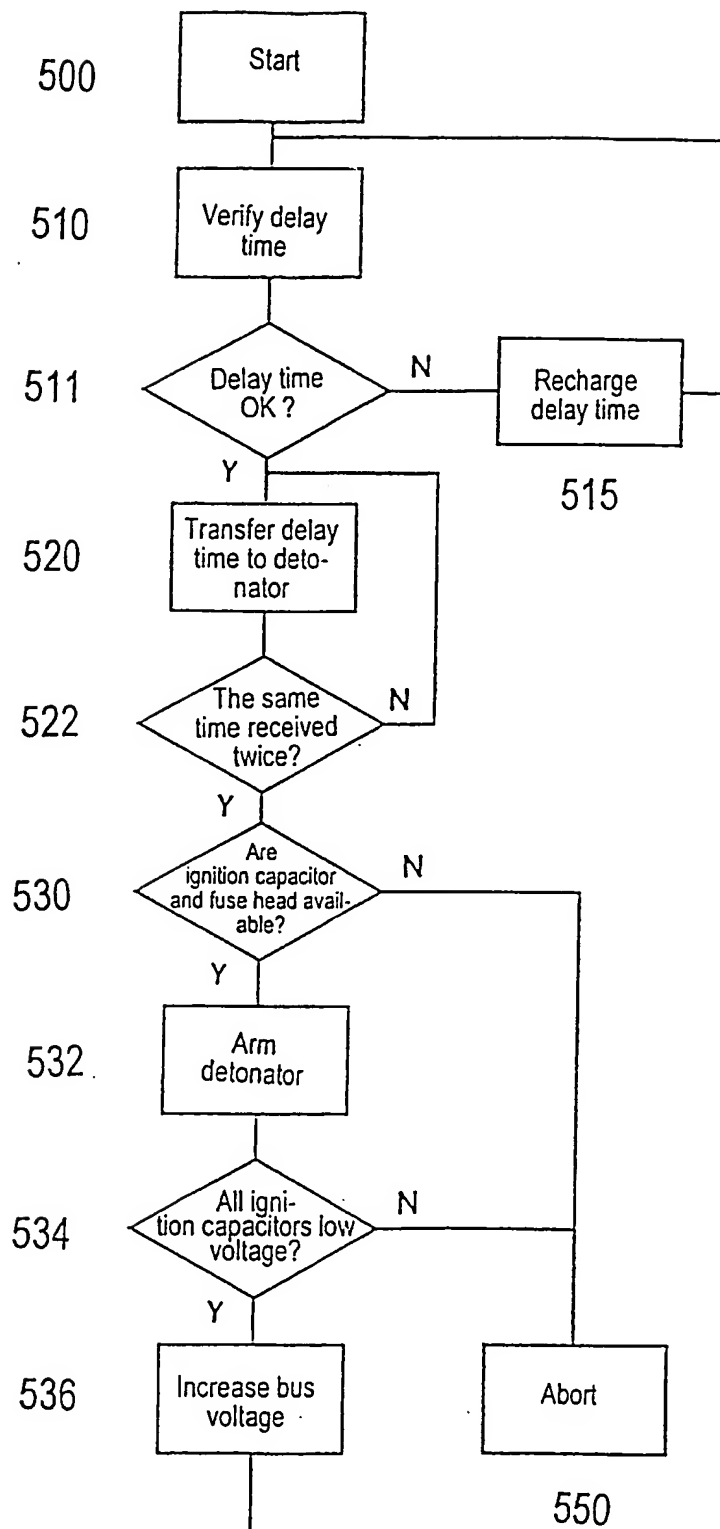 500
Start
510
Verify delay
time
511
Delay time
OK ?
N
Recharge
delay time
515
Y
520
Transfer delay
time to deto-
nator
522
The same
time received
twice?
N
Y
530
Are
ignition capacitor
and fuse head avail-
able?
N
Y
532
Arm
detonator
534
All igni-
tion capacitors low
voltage?
N
Y
536
Increase bus
voltage
Abort
550